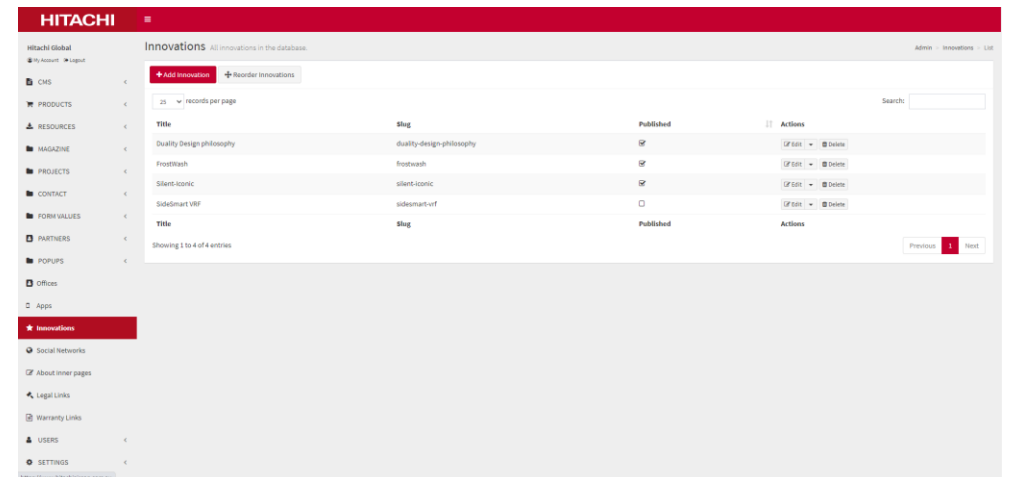 HITACHI
Hitachi Global
My Account Logout
CMS
PRODUCTS
RESOURCES
MAGAZINE
PROJECTS
CONTACT
FORM VALUES
PARTNERS
POPUPS
Offices
Apps
Innovations
Social Networks
About inner pages
Legal Links
Warranty Links
USERS
SETTINGS
Innovations All innovations in the database.
Admin - Innovations - List
Add Innovation Reorder Innovations
25 records per page Search:
Title Slug Published Actions
Duality Design philosophy duality-design-philosophy Edit Delete
FrostWash frostwash Edit Delete
Silent-Iconic silent-iconic Edit Delete
SideSmart VRF sidesmart-vrf Edit Delete
Title Slug Published Actions
Showing 1 to 4 of 4 entries Previous 1 Next